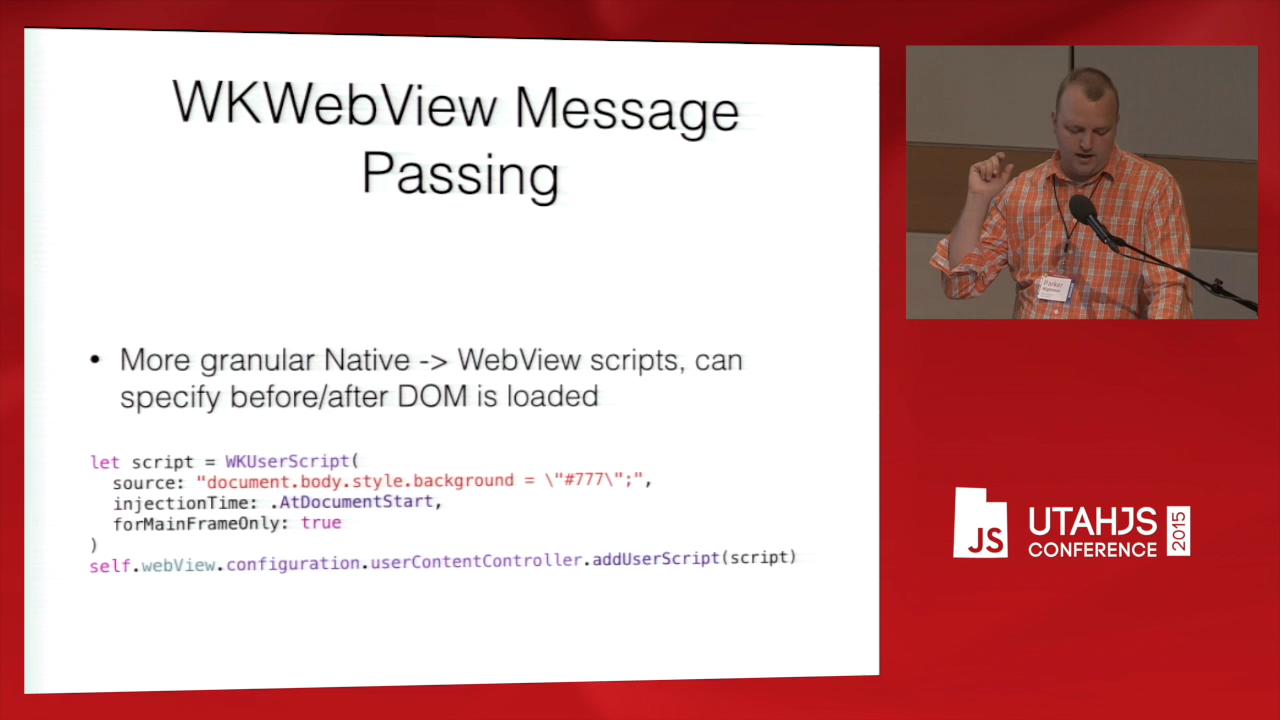 WKWebView Message
Passing
• More granular Native -> WebView scripts, can
specify before/after DOM is loaded
let script = WKUserScript(
source: "document.body.style.background = \"#777\";",
injectionTime: .AtDocumentStart,
forMainFrameOnly: true
)
self.webView.configuration.userContentController.addUserScript(script)
Parker
JS
UTAHJS
CONFERENCE
2015